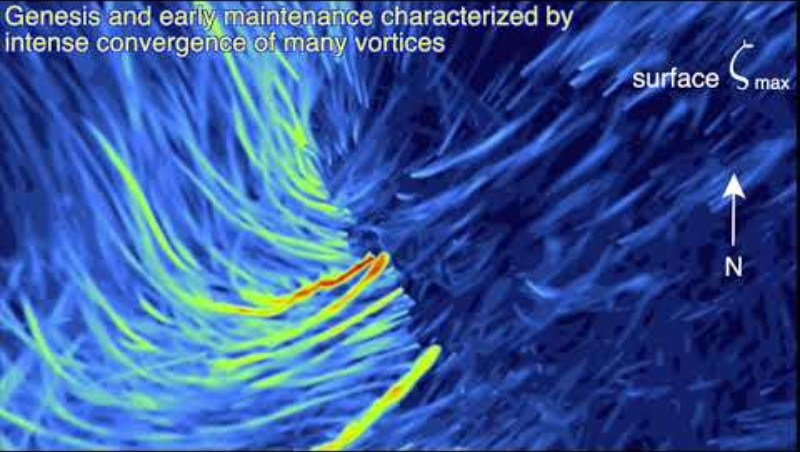 Genesis and early maintenance characterized by
intense convergence of many vortices
surface ζmax
N